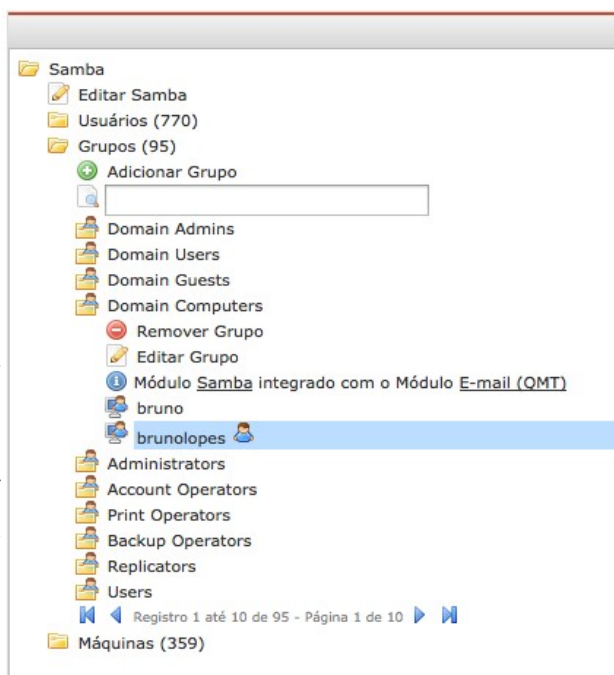 Samba
Editar Samba
Usuários (770)
Grupos (95)
Adicionar Grupo
Domain Admins
Domain Users
Domain Guests
Domain Computers
Remover Grupo
Editar Grupo
Módulo Samba integrado com o Módulo E-mail (QMT)
bruno
brunolopes
Administrators
Account Operators
Print Operators
Backup Operators
Replicators
Users
Registro 1 até 10 de 95 - Página 1 de 10
Máquinas (359)